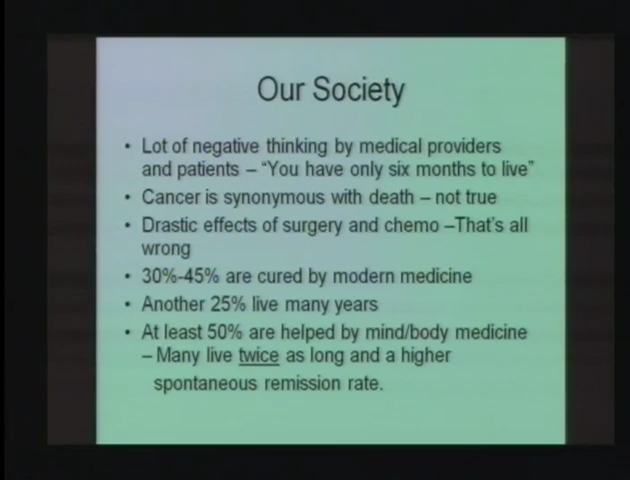 Our Society
• Lot of negative thinking by medical providers
and patients – “You have only six months to live”
• Cancer is synonymous with death – not true
• Drastic effects of surgery and chemo –That’s all
wrong
• 30%-45% are cured by modern medicine
• Another 25% live many years
• At least 50% are helped by mind/body medicine
– Many live twice as long and a higher
spontaneous remission rate.